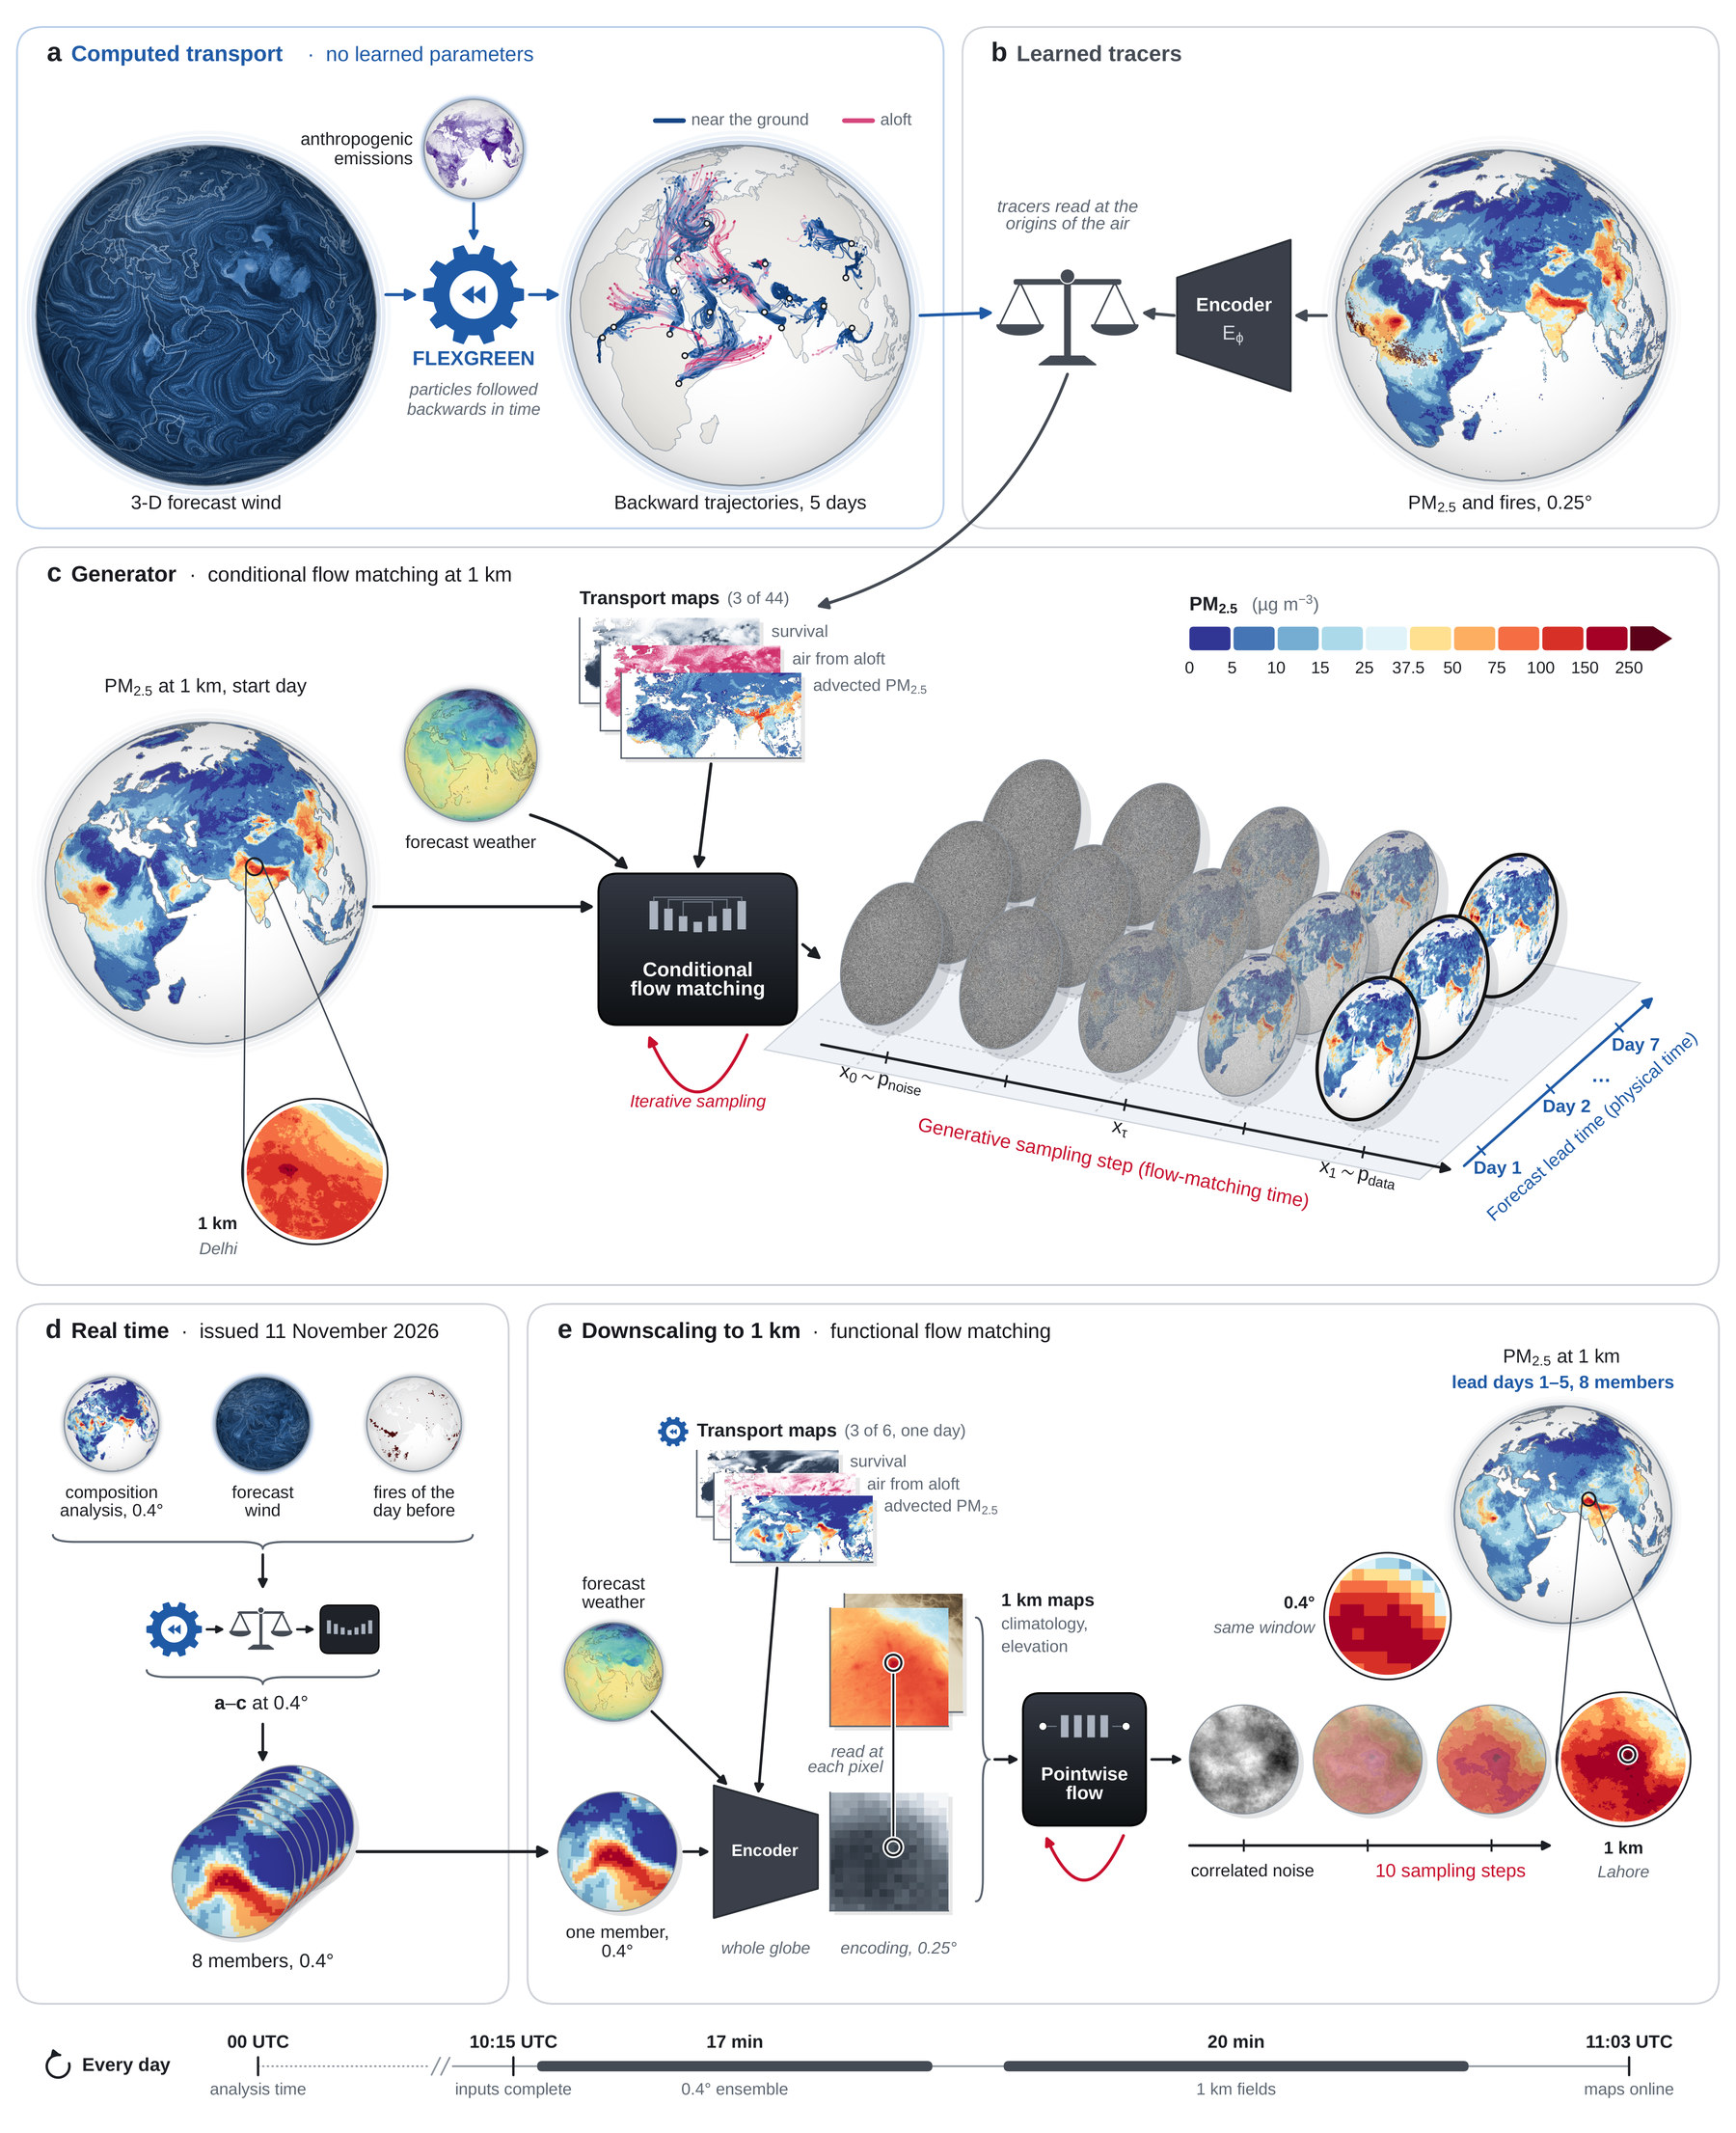 a Computed transport · no learned parameters
anthropogenic
emissions
near the ground
aloft
FLEXGREEN
particles followed
backwards in time
3-D forecast wind
Backward trajectories, 5 days
b Learned tracers
tracers read at the
origins of the air
Encoder
Eϕ
PM2.5 and fires, 0.25°
c Generator · conditional flow matching at 1 km
Transport maps (3 of 44)
survival
air from aloft
advected PM2.5
PM2.5 (µg m−3)
0 5 10 15 25 37.5 50 75 100 150 250
PM2.5 at 1 km, start day
forecast weather
Conditional
flow matching
Iterative sampling
1 km
Delhi
x0 ~ pnoise
xτ
x1 ~ pdata
Generative sampling step (flow-matching time)
Day 1
Day 2
...
Day 7
Forecast lead time (physical time)
d Real time · issued 11 November 2026
composition
analysis, 0.4°
forecast
wind
fires of the
day before
a–c at 0.4°
8 members, 0.4°
e Downscaling to 1 km · functional flow matching
PM2.5 at 1 km
lead days 1–5, 8 members
Transport maps (3 of 6, one day)
survival
air from aloft
advected PM2.5
forecast
weather
1 km maps
climatology,
elevation
0.4°
same window
read at
each pixel
Encoder
Pointwise
flow
one member,
0.4°
whole globe
encoding, 0.25°
correlated noise
10 sampling steps
1 km
Lahore
Every day
00 UTC
analysis time
10:15 UTC
inputs complete
17 min
0.4° ensemble
20 min
1 km fields
11:03 UTC
maps online